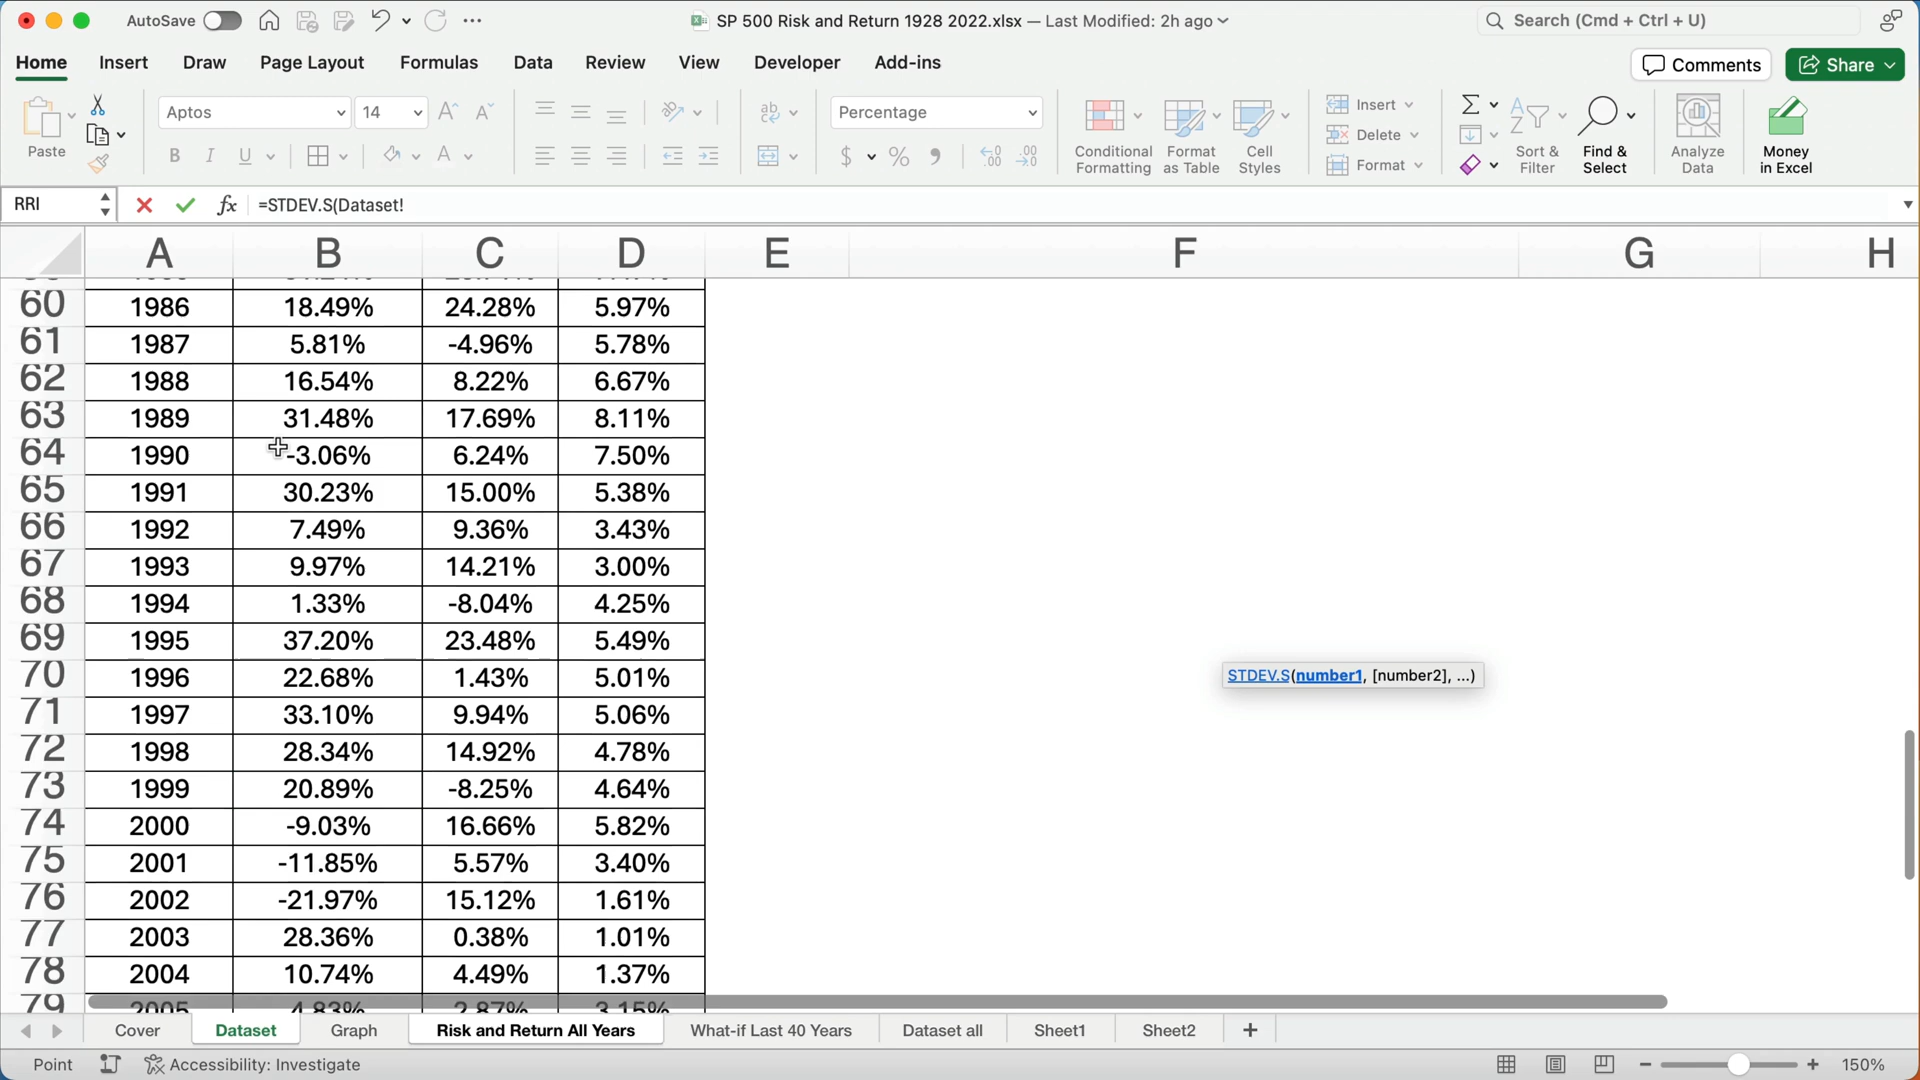 AutoSave SP 500 Risk and Return 1928 2022.xlsx — Last Modified: 2h ago Search (Cmd + Ctrl + U)
Home Insert Draw Page Layout Formulas Data Review View Developer Add-ins Comments Share
Paste Aptos 14 Percentage Conditional Formatting Format as Table Cell Styles Insert Delete Format Sort & Filter Find & Select Analyze Data Money in Excel
RRI fx =STDEV.S(Dataset!
A B C D E F G H
60 1986 18.49% 24.28% 5.97%
61 1987 5.81% -4.96% 5.78%
62 1988 16.54% 8.22% 6.67%
63 1989 31.48% 17.69% 8.11%
64 1990 -3.06% 6.24% 7.50%
65 1991 30.23% 15.00% 5.38%
66 1992 7.49% 9.36% 3.43%
67 1993 9.97% 14.21% 3.00%
68 1994 1.33% -8.04% 4.25%
69 1995 37.20% 23.48% 5.49%
70 1996 22.68% 1.43% 5.01%
STDEV.S(number1, [number2], ...)
71 1997 33.10% 9.94% 5.06%
72 1998 28.34% 14.92% 4.78%
73 1999 20.89% -8.25% 4.64%
74 2000 -9.03% 16.66% 5.82%
75 2001 -11.85% 5.57% 3.40%
76 2002 -21.97% 15.12% 1.61%
77 2003 28.36% 0.38% 1.01%
78 2004 10.74% 4.49% 1.37%
79 2005 4.83% 2.87% 3.15%
Cover Dataset Graph Risk and Return All Years What-if Last 40 Years Dataset all Sheet1 Sheet2
Point Accessibility: Investigate 150%